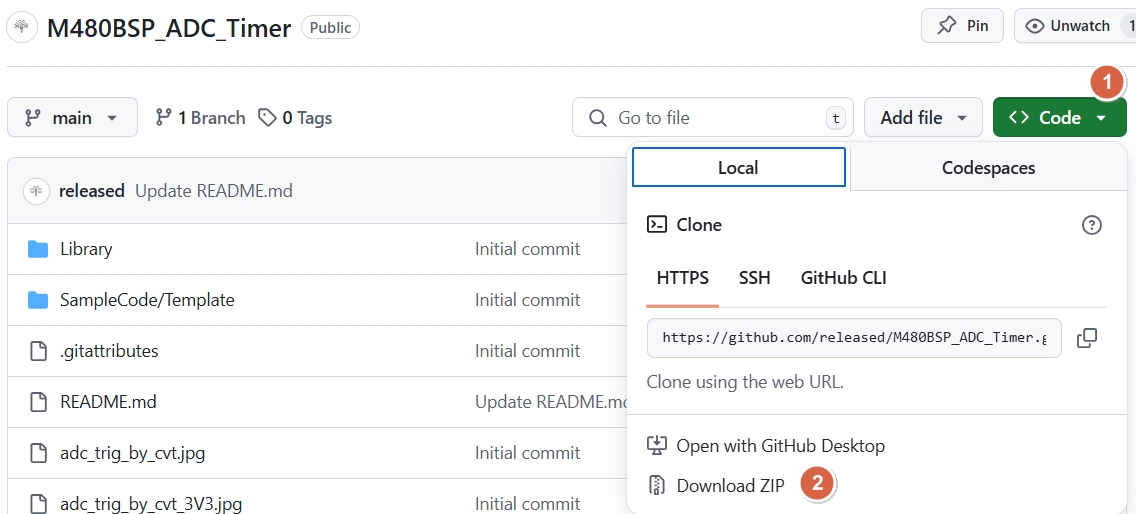 M480BSP_ADC_Timer Public Pin Unwatch 1
1
main 1 Branch 0 Tags Go to file t Add file <> Code
Local Codespaces
released Update README.md
Clone
Library Initial commit
HTTPS SSH GitHub CLI
SampleCode/Template Initial commit
https://github.com/released/M480BSP_ADC_Timer.g
.gitattributes Initial commit
Clone using the web URL.
README.md Update README.md
Open with GitHub Desktop
adc_trig_by_cvt.jpg Initial commit
Download ZIP 2
adc_trig_by_cvt_3V3.jpg Initial commit